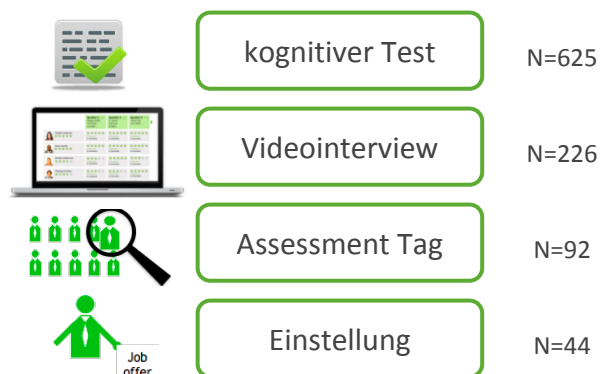 kognitiver Test
N=625
Videointerview
N=226
Assessment Tag
N=92
Einstellung
N=44
Job
offer